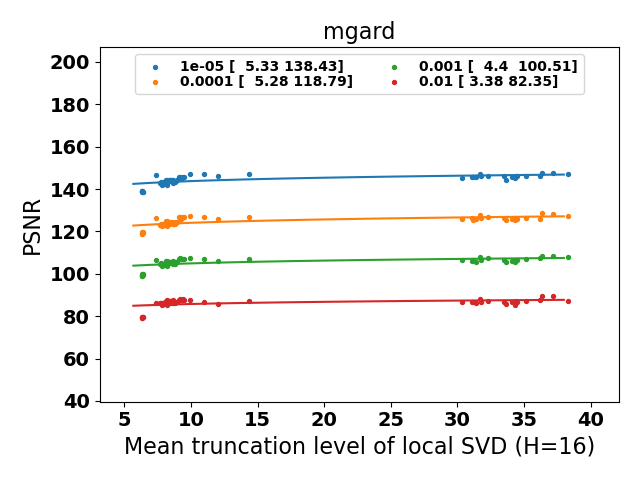 mgard
1e-05 [  5.33 138.43]
0.0001 [  5.28 118.79]
0.001 [  4.4  100.51]
0.01 [ 3.38 82.35]
PSNR
200
180
160
140
120
100
80
60
40
5 10 15 20 25 30 35 40
Mean truncation level of local SVD (H=16)